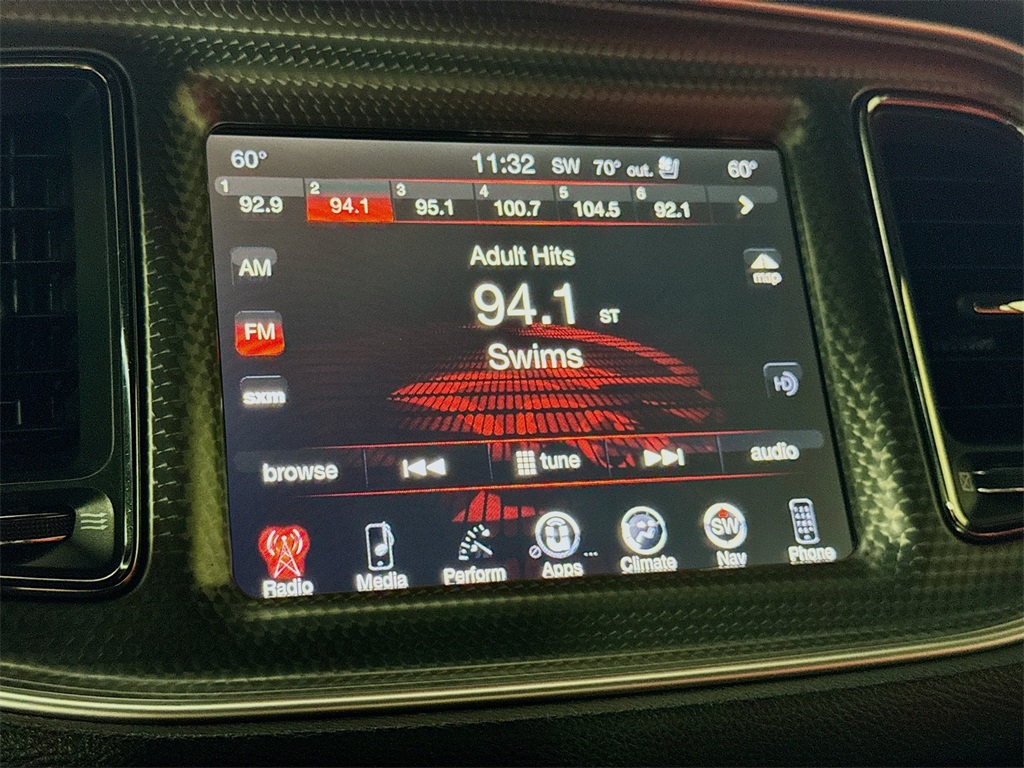 60° 11:32 SW 70° out. 60°
1 2 3 4 5 6
92.9 94.1 95.1 100.7 104.5 92.1
AM
Adult Hits
map
FM
94.1 ST
Swims
sxm
HD
browse tune audio
SW
Radio Media Perform Apps ... Climate Nav Phone